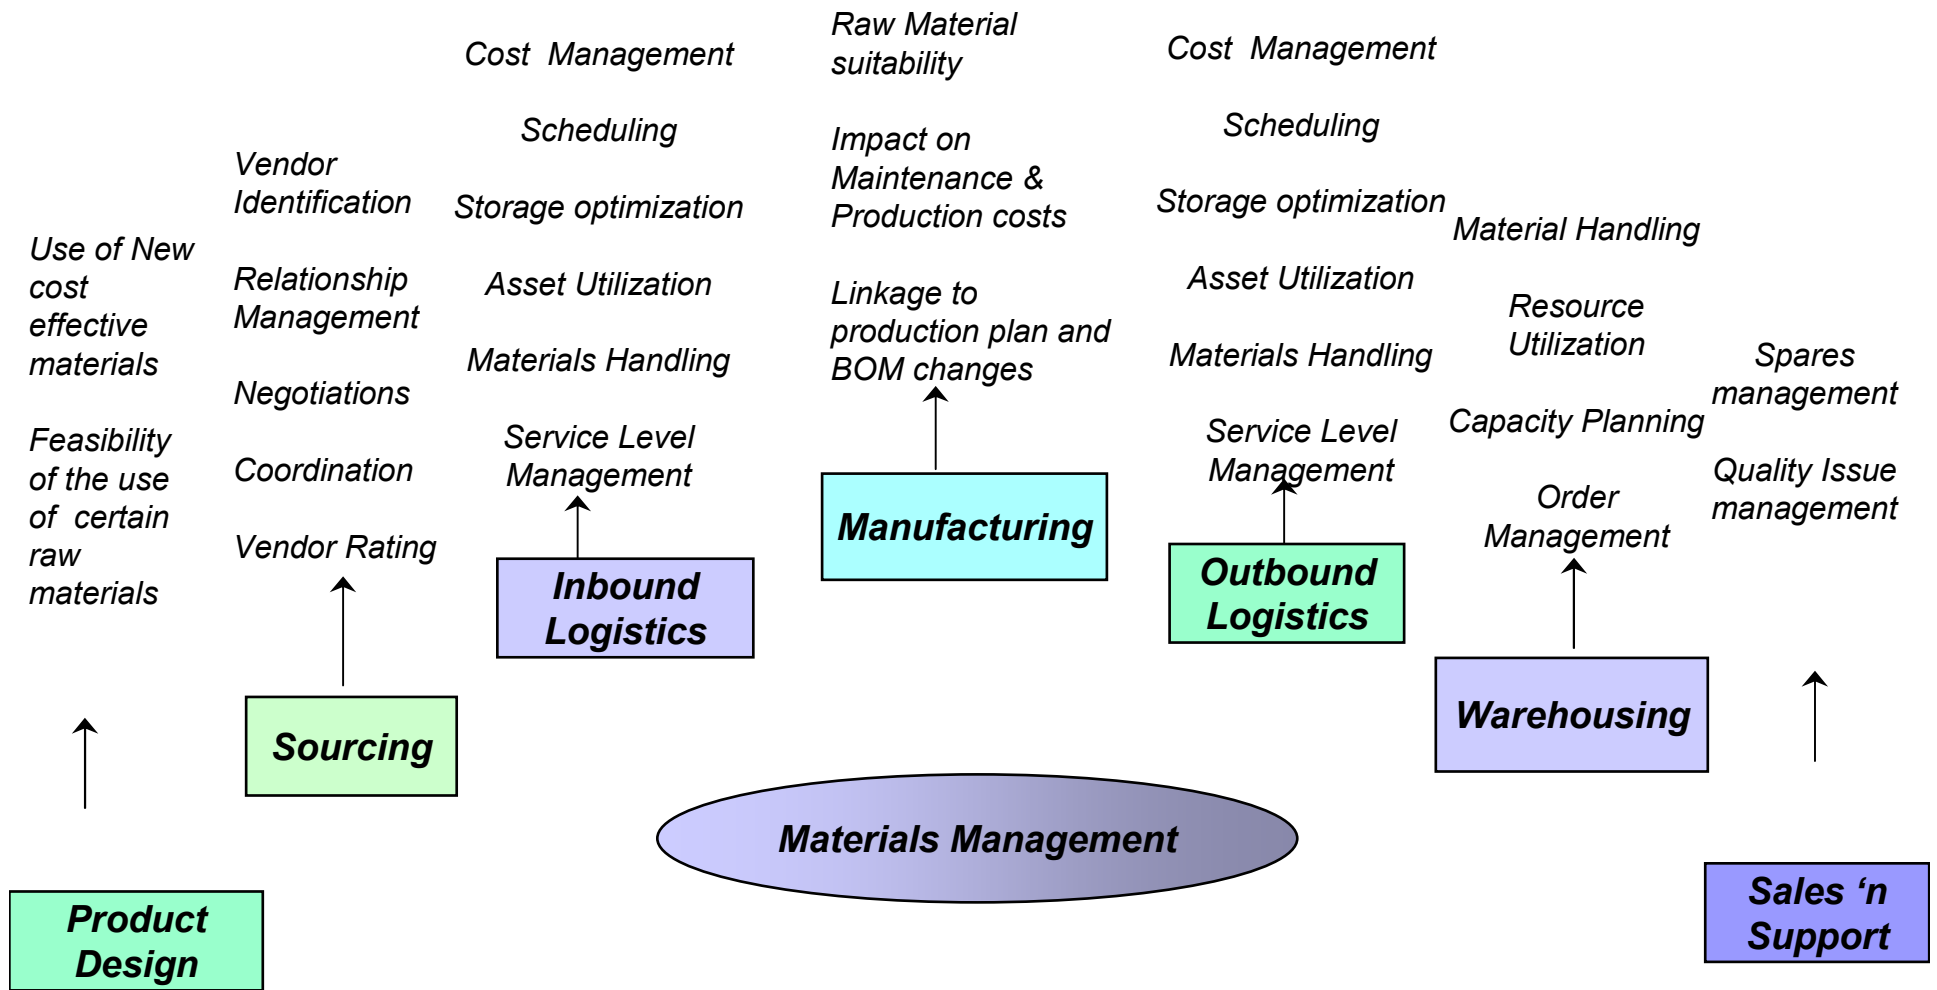 Use of New
cost
effective
materials
Feasibility
of the use
of  certain
raw
materials
Product
Design
Vendor
Identification
Relationship
Management
Negotiations
Coordination
Vendor Rating
Sourcing
Cost  Management
Scheduling
Storage optimization
Asset Utilization
Materials Handling
Service Level
Management
Inbound
Logistics
Raw Material
suitability
Impact on
Maintenance &
Production costs
Linkage to
production plan and
BOM changes
Manufacturing
Cost  Management
Scheduling
Storage optimization
Asset Utilization
Materials Handling
Service Level
Management
Outbound
Logistics
Material Handling
Resource
Utilization
Capacity Planning
Order
Management
Warehousing
Spares
management
Quality Issue
management
Sales ‘n
Support
Materials Management